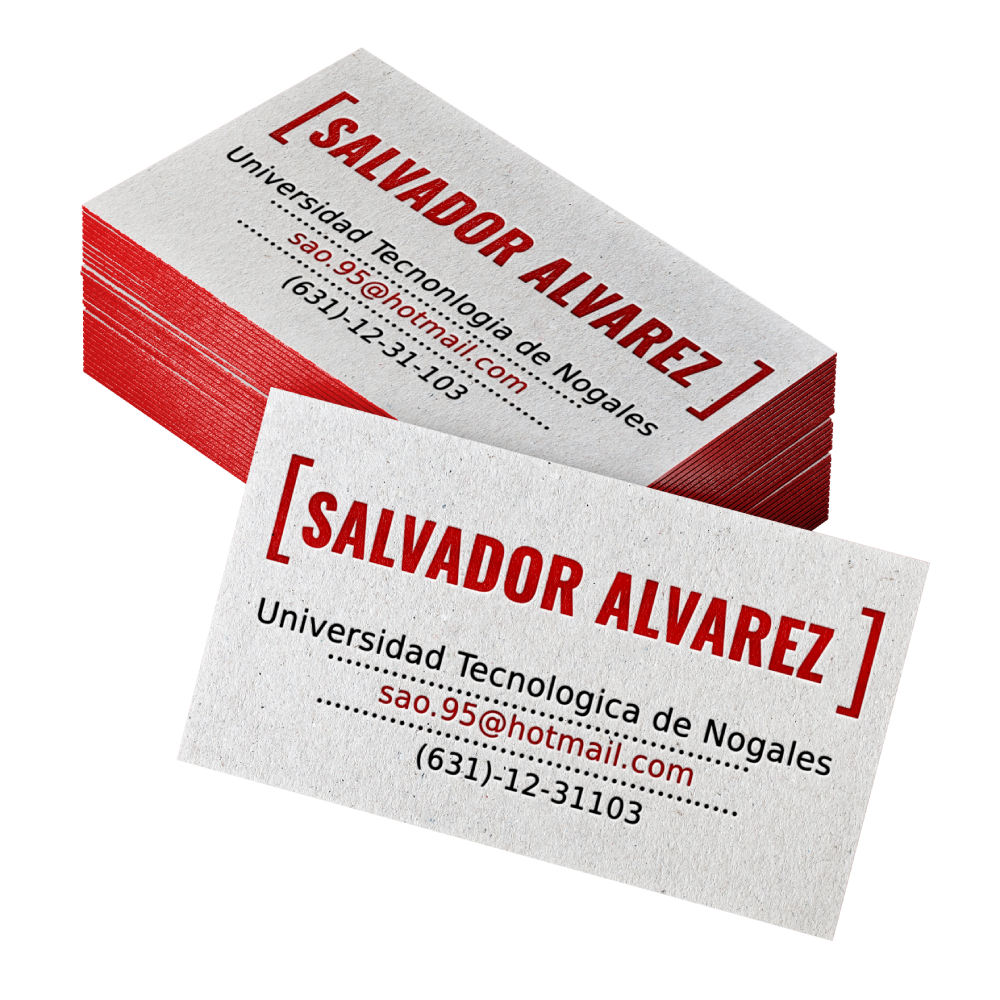 [SALVADOR ALVAREZ]
Universidad Tecnonlogia de Nogales
sao.95@hotmail.com
(631)-12-31-103
[SALVADOR ALVAREZ]
Universidad Tecnologica de Nogales
sao.95@hotmail.com
(631)-12-31103